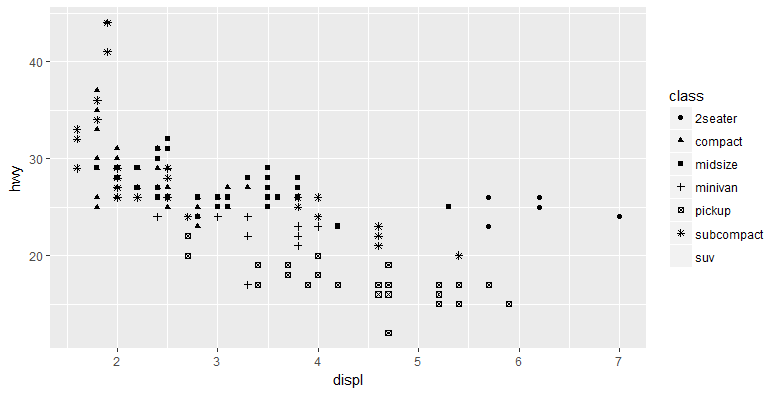 hwy
40
30
20
2
3
4
5
6
7
displ
class
2seater
compact
midsize
minivan
pickup
subcompact
suv